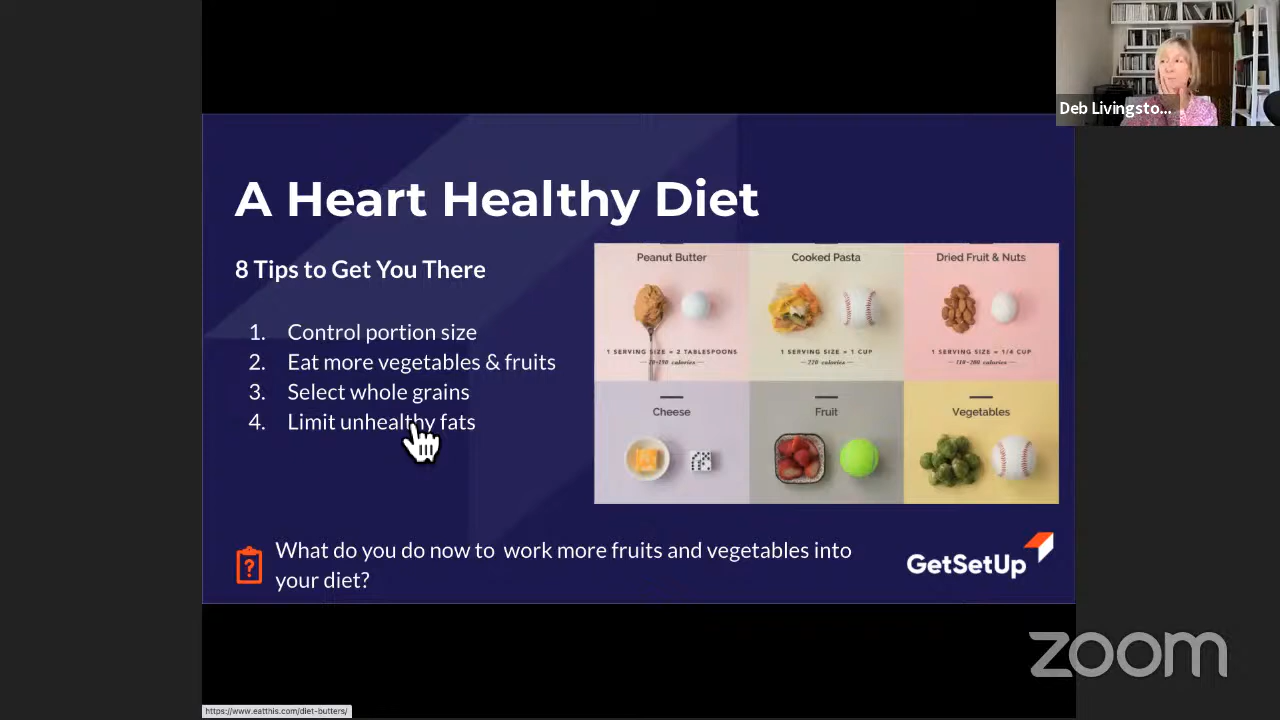 Deb Livingsto...
A Heart Healthy Diet
8 Tips to Get You There
1. Control portion size
2. Eat more vegetables & fruits
3. Select whole grains
4. Limit unhealthy fats
Peanut Butter
1 SERVING SIZE = 2 TABLESPOONS
Cooked Pasta
1 SERVING SIZE = 1 CUP
220 calories
Dried Fruit & Nuts
1 SERVING SIZE = 1/4 CUP
110-200 calories
Cheese
Fruit
Vegetables
What do you do now to work more fruits and vegetables into
your diet?
GetSetUp
zoom
https://www.eatthis.com/diet-butters/